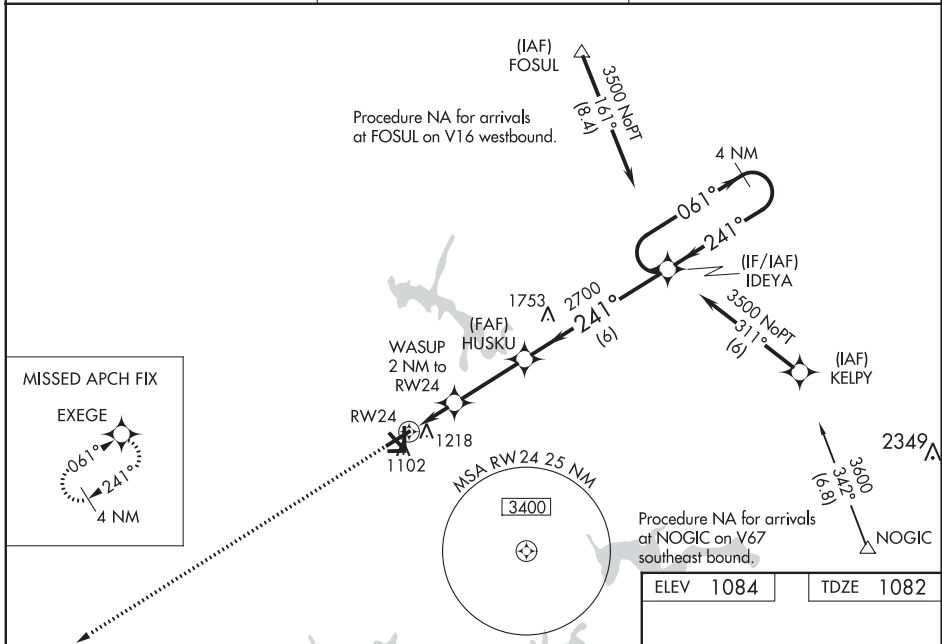 (IAF)
FOSUL
3500 NoPT
161°
(8.4)
Procedure NA for arrivals
at FOSUL on V16 westbound.
4 NM
061°
241°
(IF/IAF)
IDEYA
1753
2700
241°
(6)
(FAF)
HUSKU
3500 NoPT
311°
(6)
(IAF)
KELPY
WASUP
2 NM to
RW24
RW24
1218
1102
MISSED APCH FIX
EXEGE
061°
241°
4 NM
MSA RW24 25 NM
3400
2349
3600
342°
(6.8)
NOGIC
Procedure NA for arrivals
at NOGIC on V67
southeast bound.
ELEV 1084
TDZE 1082